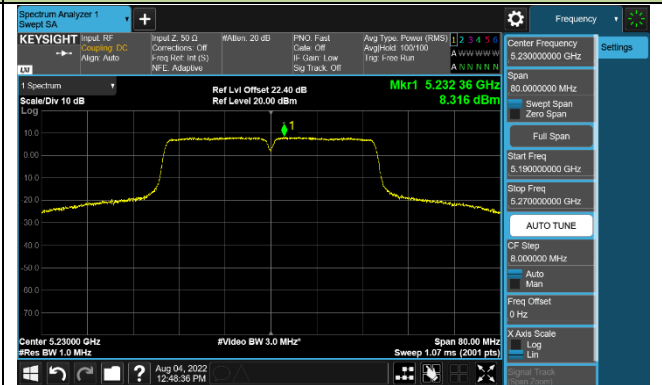 Spectrum Analyzer 1
Swept SA
Frequency
KEYSIGHT
Input: RF
Coupling: DC
Align: Auto
Input Z: 50 Ω
Corrections: Off
Freq Ref: Int (S)
NFE: Adaptive
#Atten: 20 dB
PNO: Fast
Gate: Off
IF Gain: Low
Sig Track: Off
Avg Type: Power (RMS)
Avg|Hold: 100/100
Trig: Free Run
1 2 3 4 5 6
A W W W W W
A N N N N N
LXI
1 Spectrum
Scale/Div 10 dB
Log
Ref Lvl Offset 22.40 dB
Ref Level 20.00 dBm
Mkr1 5.232 36 GHz
8.316 dBm
1
10.0
0.00
-10.0
-20.0
-30.0
-40.0
-50.0
-60.0
-70.0
Center 5.23000 GHz
#Res BW 1.0 MHz
#Video BW 3.0 MHz*
Span 80.00 MHz
Sweep 1.07 ms (2001 pts)
Aug 04, 2022
12:48:36 PM
?
Center Frequency
5.230000000 GHz
Settings
Span
80.0000000 MHz
Swept Span
Zero Span
Full Span
Start Freq
5.190000000 GHz
Stop Freq
5.270000000 GHz
AUTO TUNE
CF Step
8.000000 MHz
Auto
Man
Freq Offset
0 Hz
X Axis Scale
Log
Lin
Signal Track
(Span Zoom)